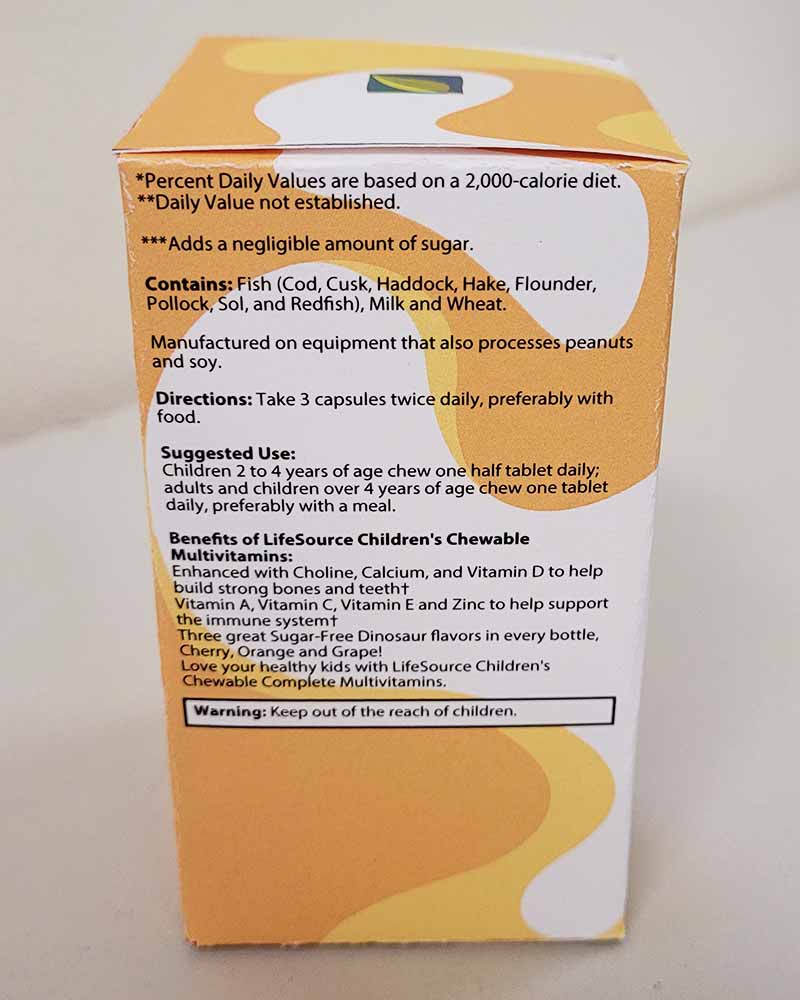 *Percent Daily Values are based on a 2,000-calorie diet.
**Daily Value not established.
***Adds a negligible amount of sugar.
Contains: Fish (Cod, Cusk, Haddock, Hake, Flounder,
Pollock, Sol, and Redfish), Milk and Wheat.
Manufactured on equipment that also processes peanuts
and soy.
Directions: Take 3 capsules twice daily, preferably with
food.
Suggested Use:
Children 2 to 4 years of age chew one half tablet daily;
adults and children over 4 years of age chew one tablet
daily, preferably with a meal.
Benefits of LifeSource Children's Chewable
Multivitamins:
Enhanced with Choline, Calcium, and Vitamin D to help
build strong bones and teeth†
Vitamin A, Vitamin C, Vitamin E and Zinc to help support
the immune system†
Three great Sugar-Free Dinosaur flavors in every bottle,
Cherry, Orange and Grape!
Love your healthy kids with LifeSource Children's
Chewable Complete Multivitamins.
Warning: Keep out of the reach of children.